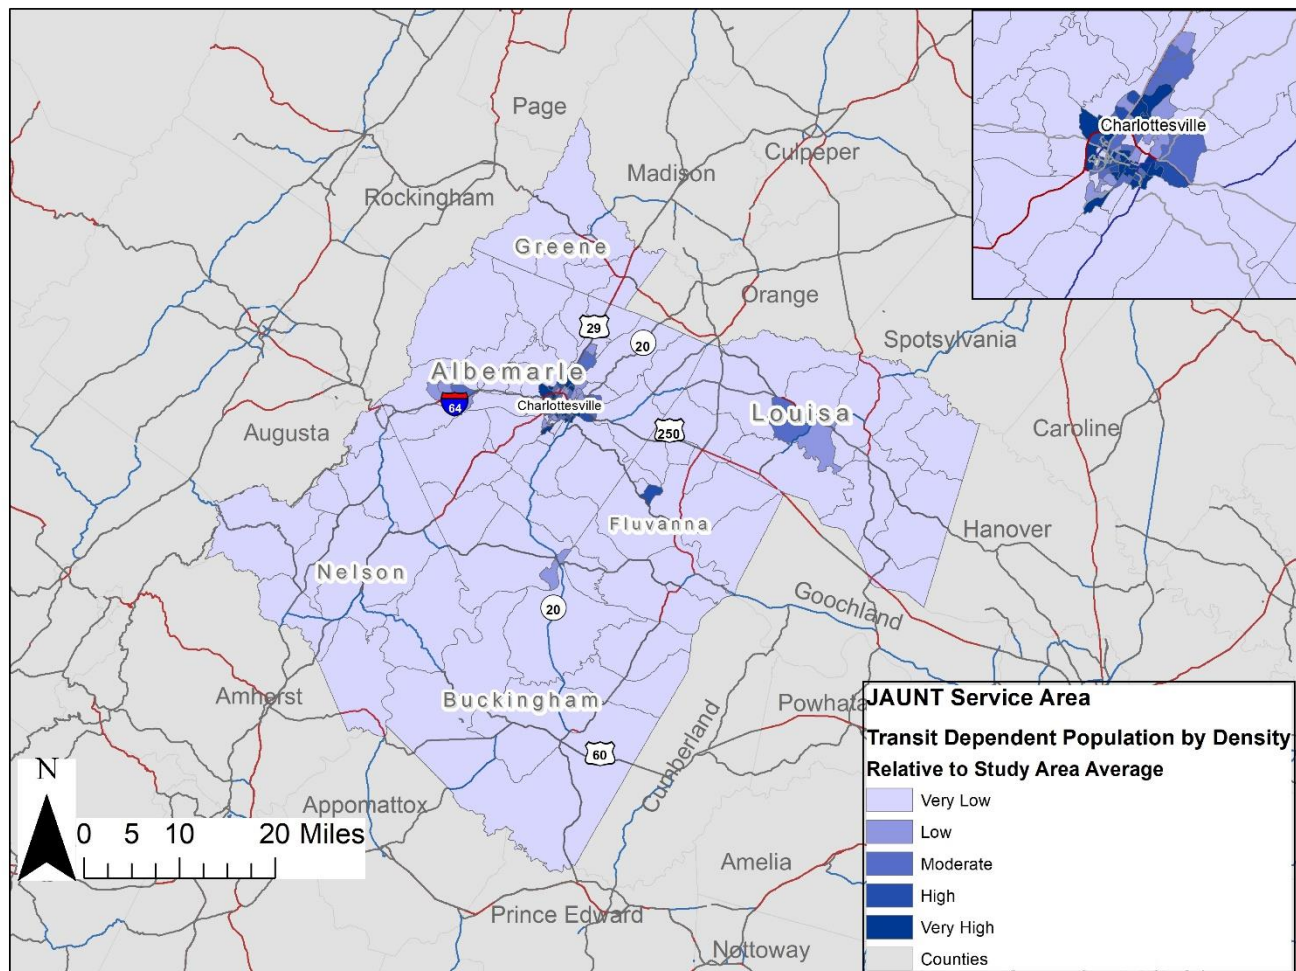 Page
Madison
Culpeper
Rockingham
Charlottesville
Greene
Orange
29
20
Spotsylvania
Albemarle
64
Charlottesville
Louisa
Augusta
250
Caroline
Fluvanna
Hanover
Nelson
20
Goochland
Amherst
Buckingham
Powhata
60
Cumberland
N
Appomattox
0 5 10 20 Miles
Amelia
Prince Edward
Nottoway
JAUNT Service Area
Transit Dependent Population by Density
Relative to Study Area Average
Very Low
Low
Moderate
High
Very High
Counties